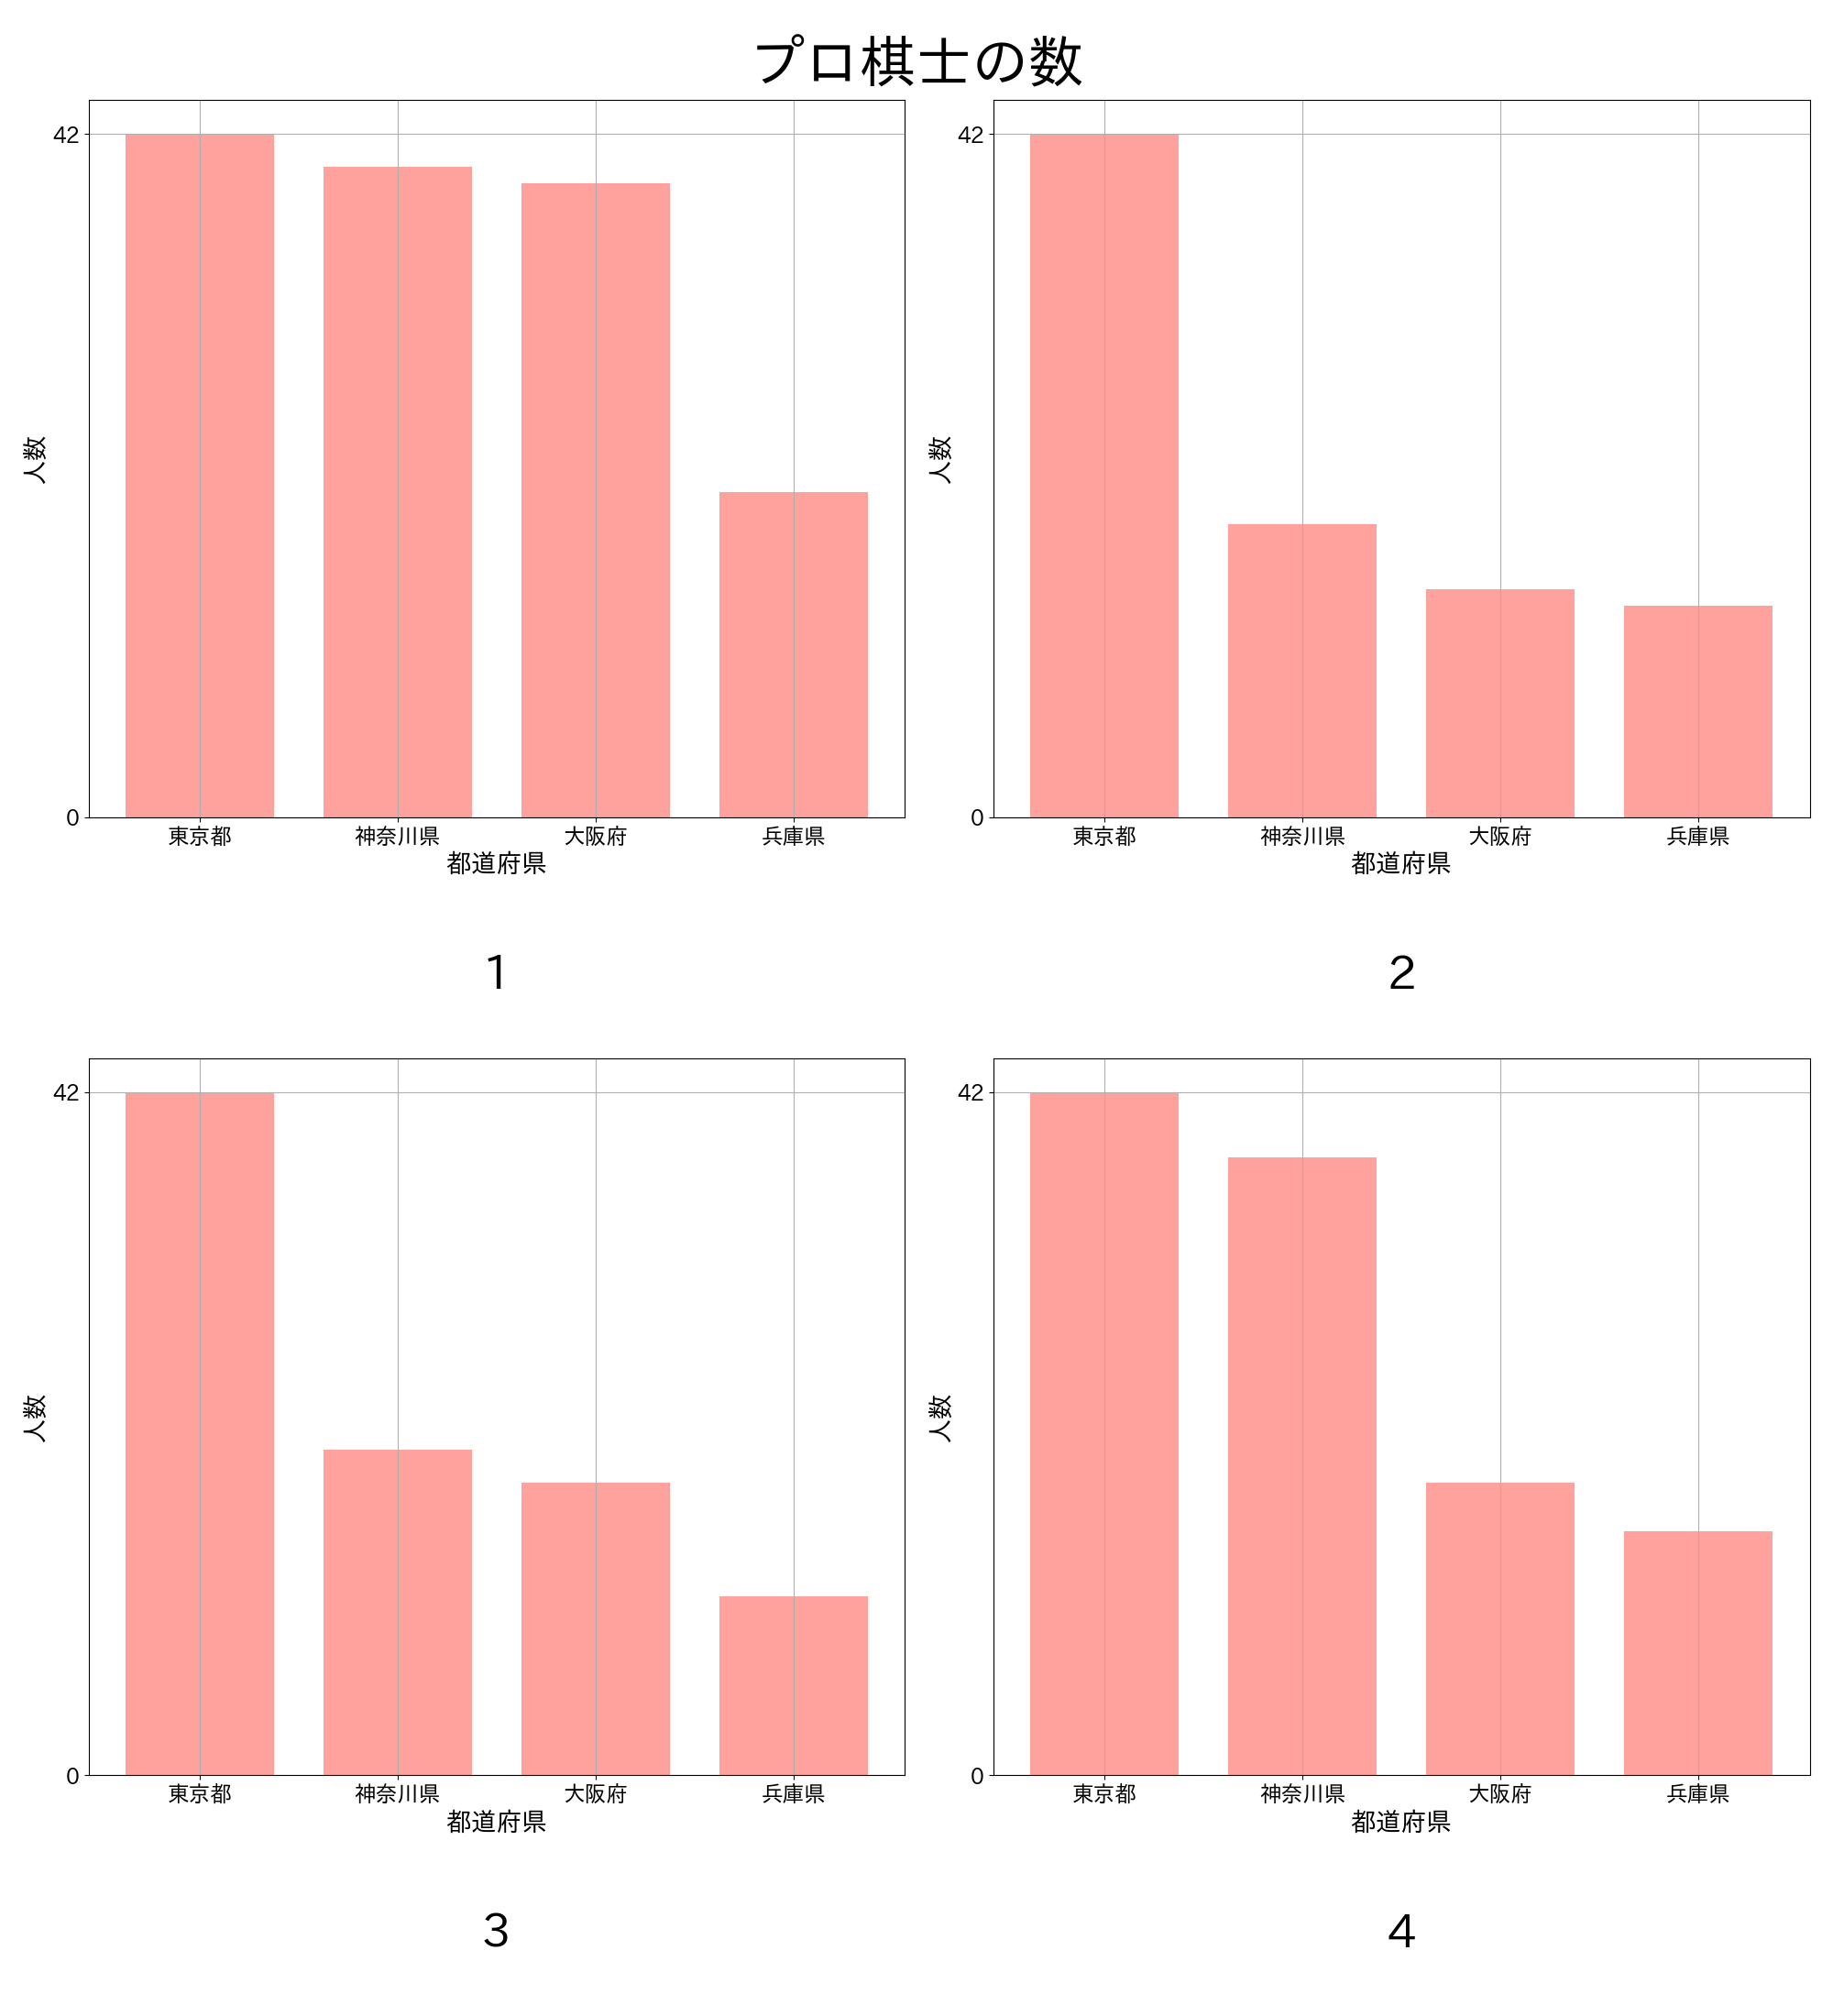 プロ棋士の数
42
0
人数
東京都 神奈川県 大阪府 兵庫県
都道府県
1
42
0
人数
東京都 神奈川県 大阪府 兵庫県
都道府県
2
42
0
人数
東京都 神奈川県 大阪府 兵庫県
都道府県
3
42
0
人数
東京都 神奈川県 大阪府 兵庫県
都道府県
4